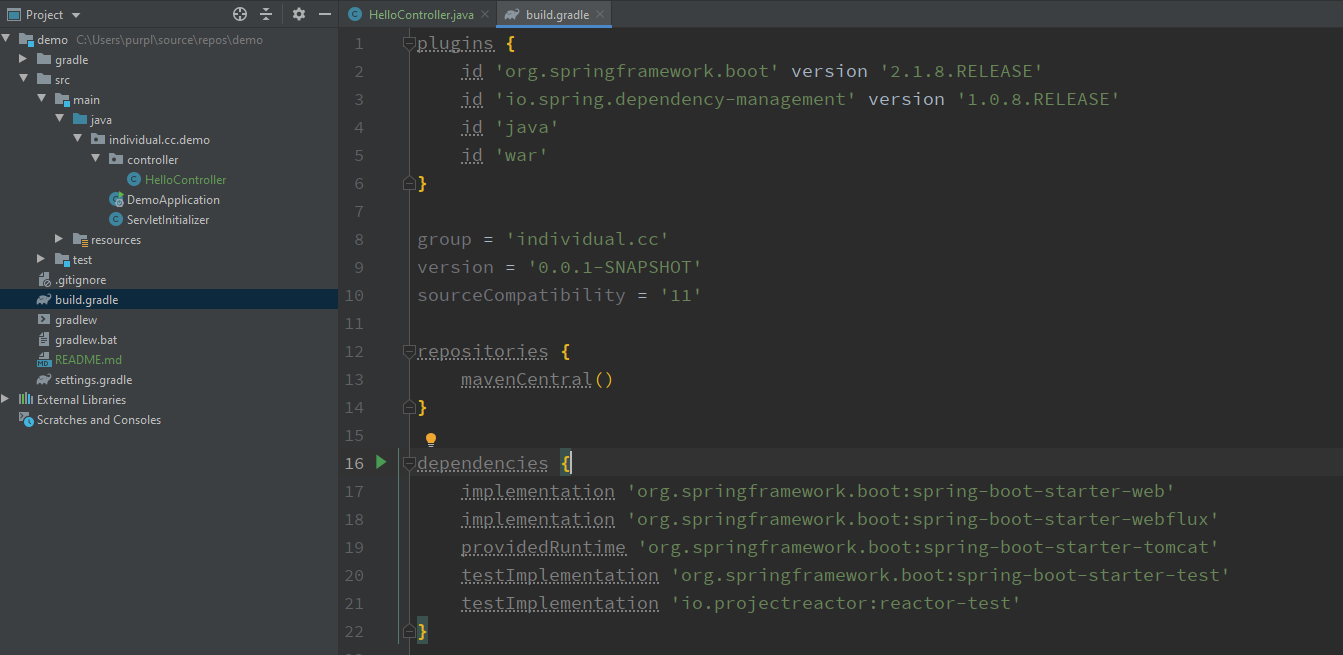 Project
demo C:\Users\purpl\source\repos\demo
gradle
src
main
java
individual.cc.demo
controller
HelloController
DemoApplication
ServletInitializer
resources
test
.gitignore
build.gradle
gradlew
gradlew.bat
README.md
settings.gradle
External Libraries
Scratches and Consoles
HelloController.java build.gradle
1 plugins {
2 id 'org.springframework.boot' version '2.1.8.RELEASE'
3 id 'io.spring.dependency-management' version '1.0.8.RELEASE'
4 id 'java'
5 id 'war'
6 }
7
8 group = 'individual.cc'
9 version = '0.0.1-SNAPSHOT'
10 sourceCompatibility = '11'
11
12 repositories {
13 mavenCentral()
14 }
15
16 dependencies {
17 implementation 'org.springframework.boot:spring-boot-starter-web'
18 implementation 'org.springframework.boot:spring-boot-starter-webflux'
19 providedRuntime 'org.springframework.boot:spring-boot-starter-tomcat'
20 testImplementation 'org.springframework.boot:spring-boot-starter-test'
21 testImplementation 'io.projectreactor:reactor-test'
22 }